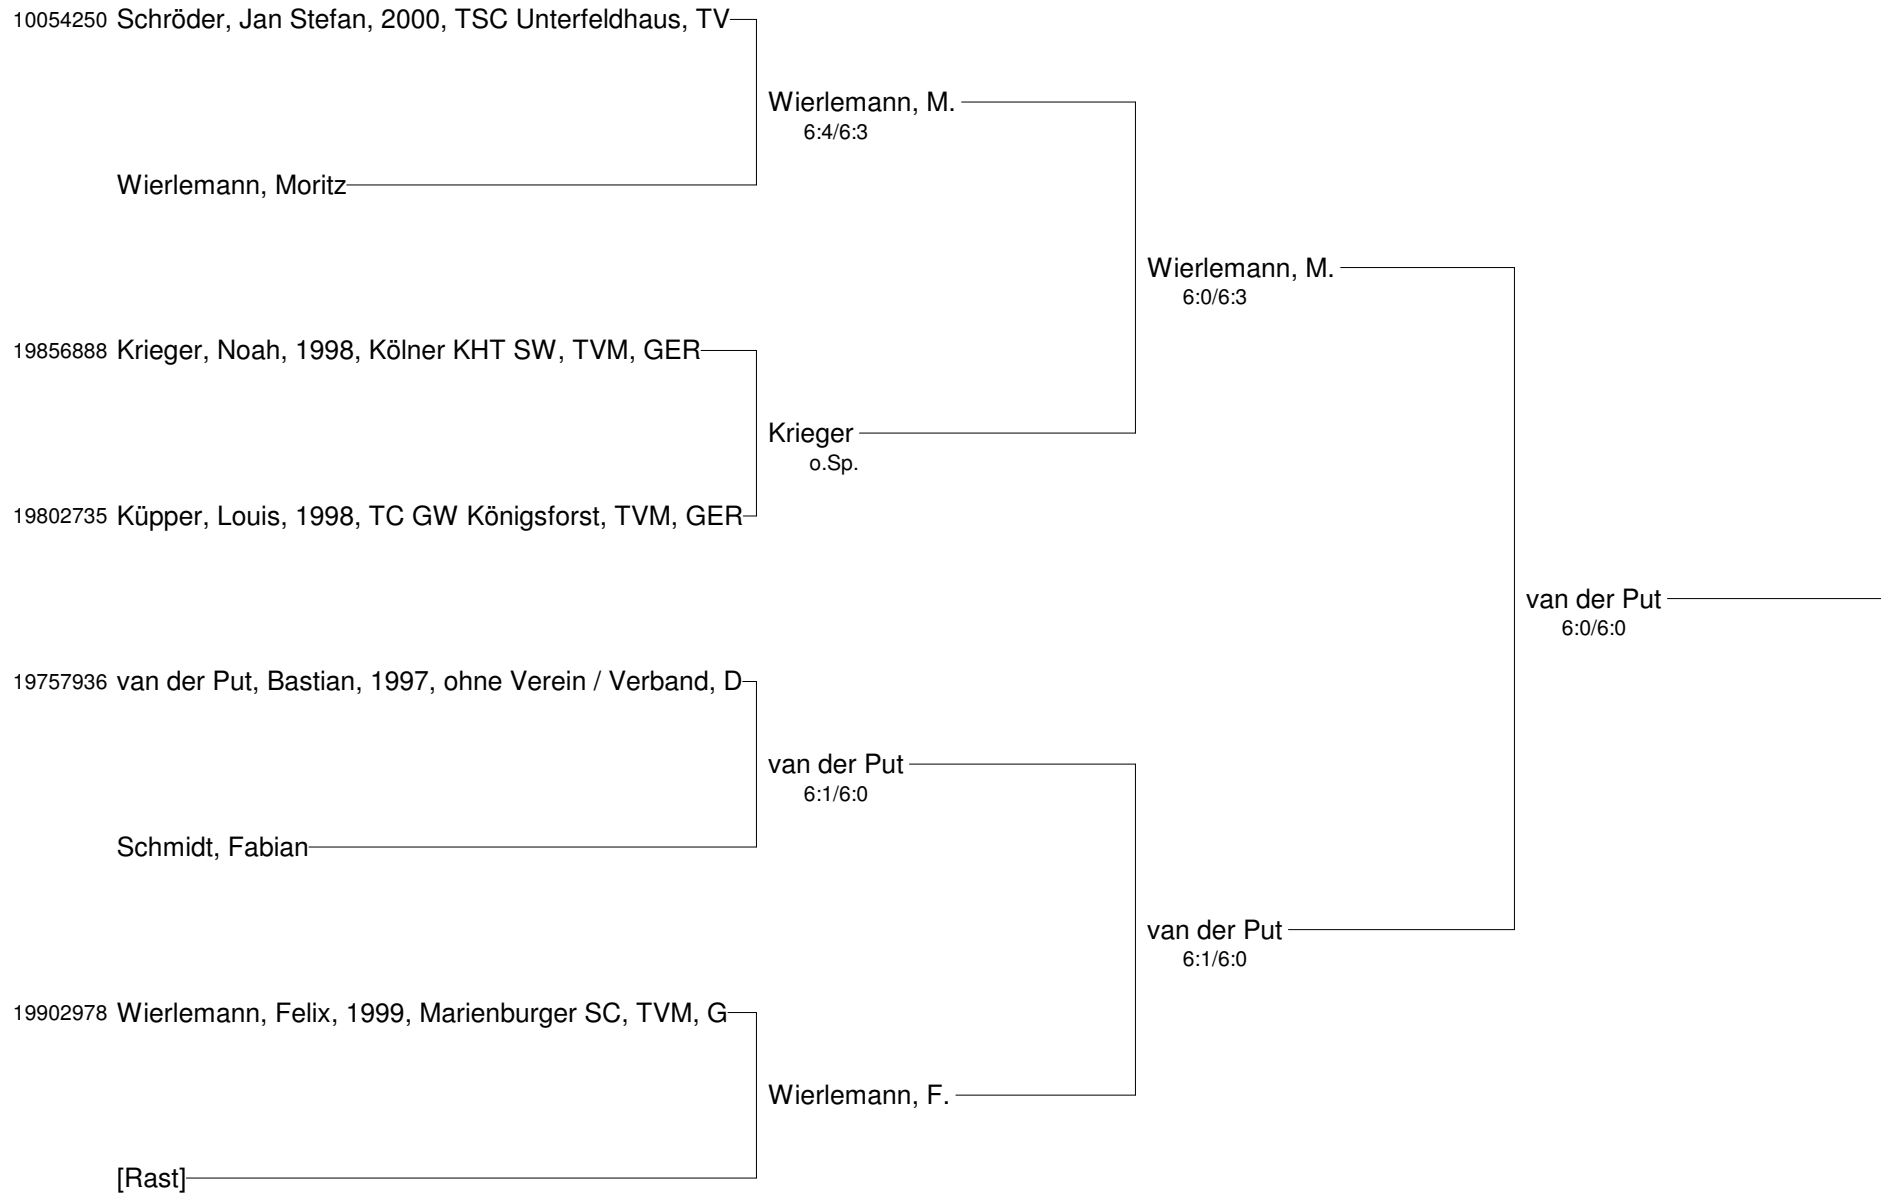 10054250 Schröder, Jan Stefan, 2000, TSC Unterfeldhaus, TV
Wierlemann, M.
6:4/6:3
Wierlemann, Moritz
Wierlemann, M.
6:0/6:3
19856888 Krieger, Noah, 1998, Kölner KHT SW, TVM, GER
Krieger
o.Sp.
19802735 Küpper, Louis, 1998, TC GW Königsforst, TVM, GER
van der Put
6:0/6:0
19757936 van der Put, Bastian, 1997, ohne Verein / Verband, D
van der Put
6:1/6:0
Schmidt, Fabian
van der Put
6:1/6:0
19902978 Wierlemann, Felix, 1999, Marienburger SC, TVM, G
Wierlemann, F.
[Rast]